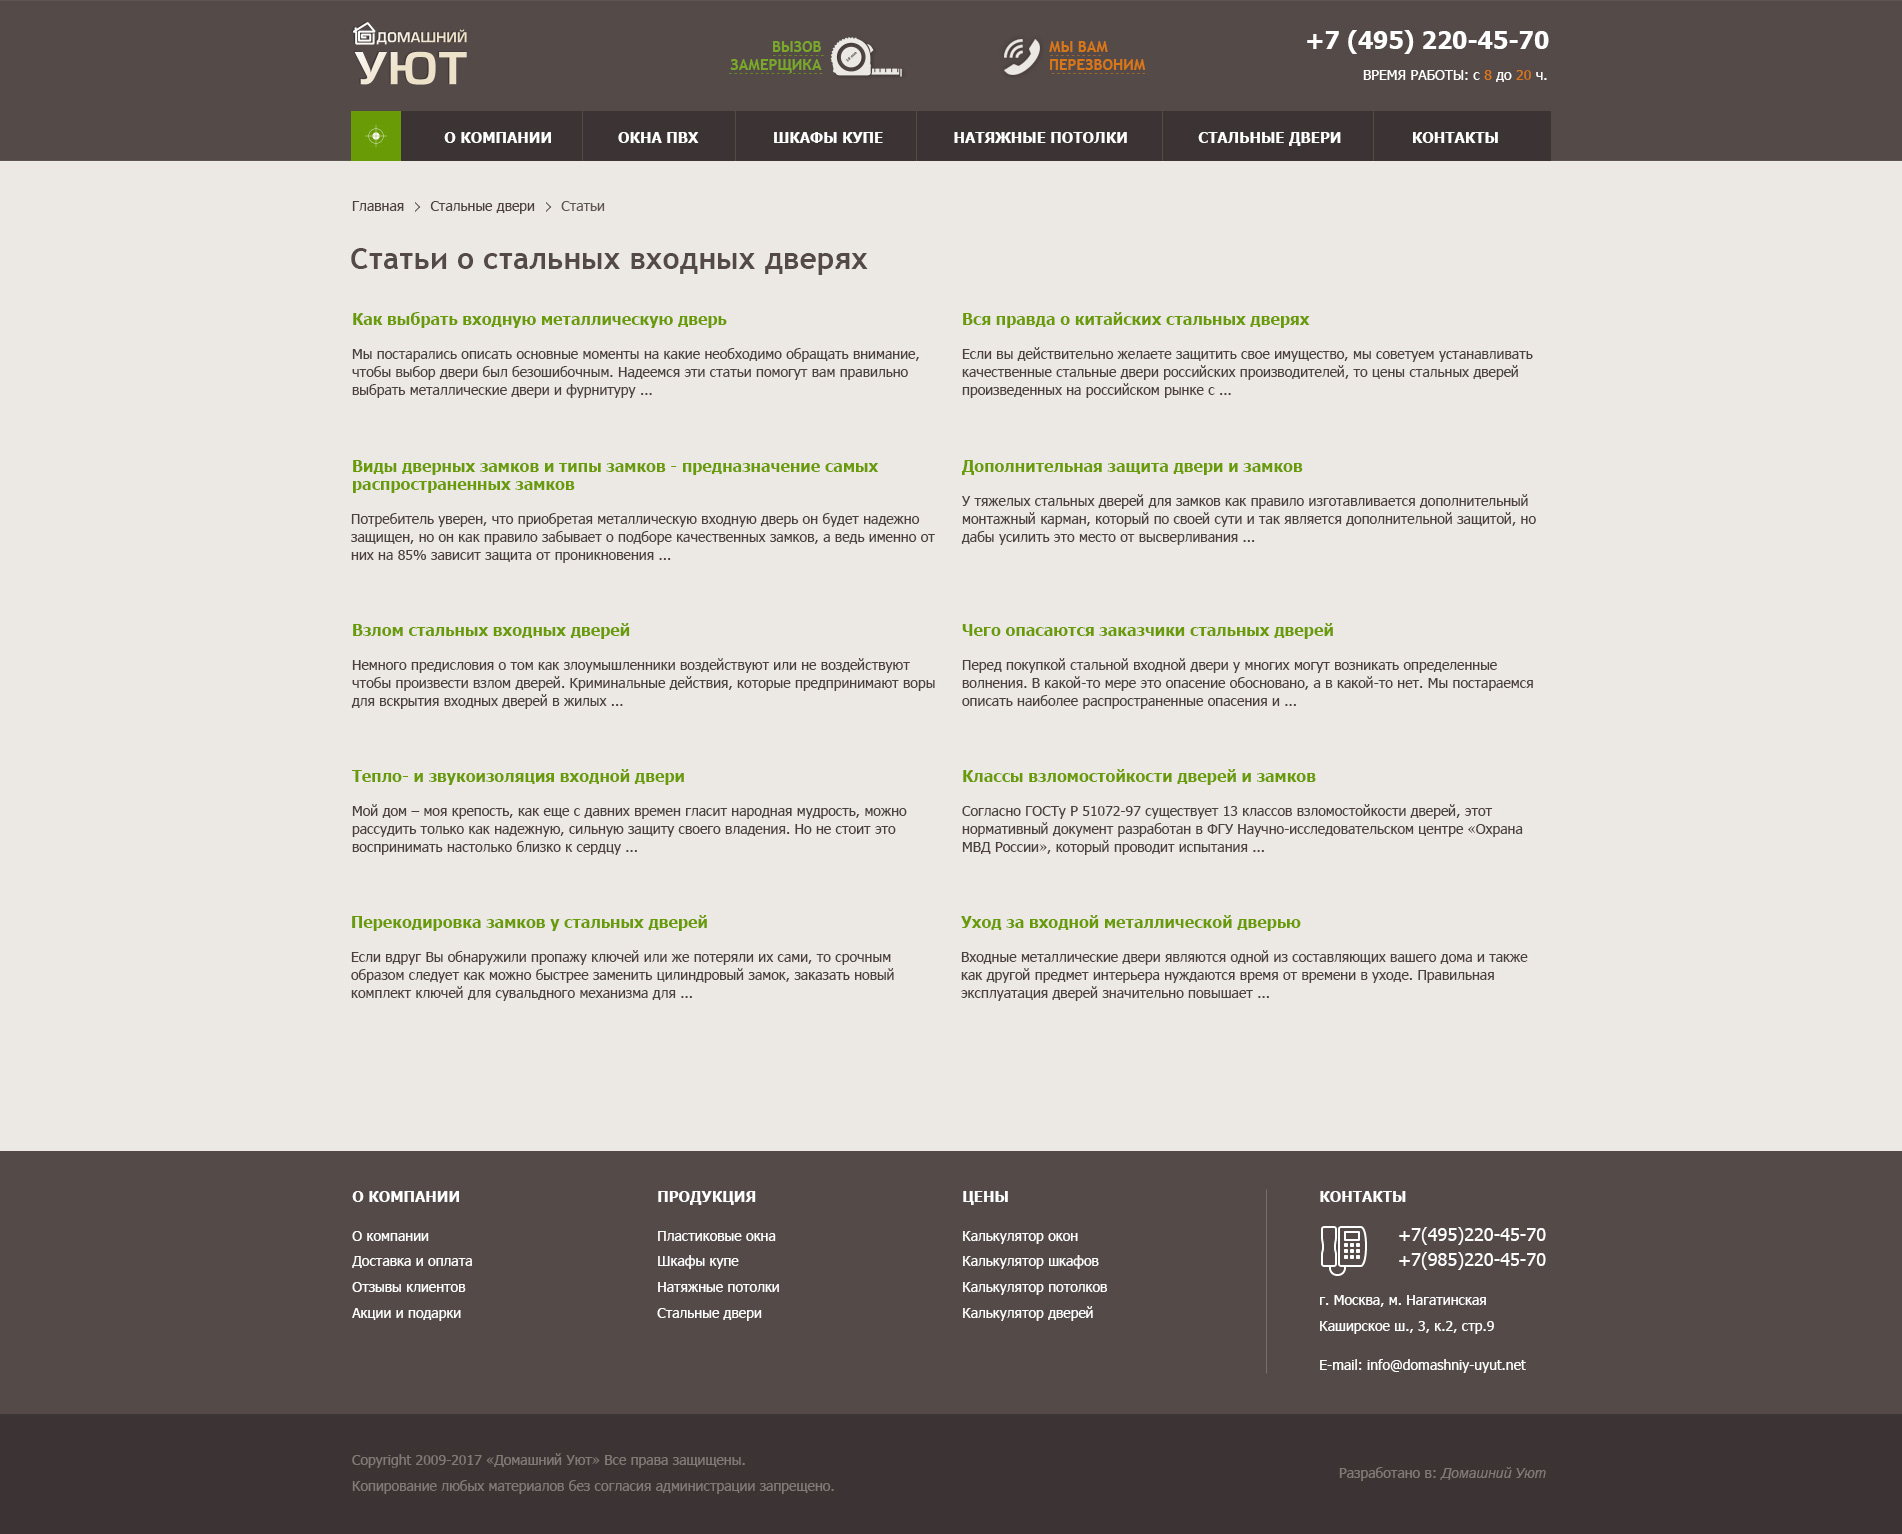 ДОМАШНИЙ
УЮТ
ВЫЗОВ
ЗАМЕРЩИКА
МЫ ВАМ
ПЕРЕЗВОНИМ
+7 (495) 220-45-70
ВРЕМЯ РАБОТЫ: с 8 до 20 ч.
О КОМПАНИИ
ОКНА ПВХ
ШКАФЫ КУПЕ
НАТЯЖНЫЕ ПОТОЛКИ
СТАЛЬНЫЕ ДВЕРИ
КОНТАКТЫ
Главная > Стальные двери > Статьи
Статьи о стальных входных дверях
Как выбрать входную металлическую дверь
Мы постарались описать основные моменты на какие необходимо обращать внимание,
чтобы выбор двери был безошибочным. Надеемся эти статьи помогут вам правильно
выбрать металлические двери и фурнитуру ...
Вся правда о китайских стальных дверях
Если вы действительно желаете защитить свое имущество, мы советуем устанавливать
качественные стальные двери российских производителей, то цены стальных дверей
произведенных на российском рынке с ...
Виды дверных замков и типы замков - предназначение самых
распространенных замков
Потребитель уверен, что приобретая металлическую входную дверь он будет надежно
защищен, но он как правило забывает о подборе качественных замков, а ведь именно от
них на 85% зависит защита от проникновения ...
Дополнительная защита двери и замков
У тяжелых стальных дверей для замков как правило изготавливается дополнительный
монтажный карман, который по своей сути и так является дополнительной защитой, но
дабы усилить это место от высверливания ...
Взлом стальных входных дверей
Немного предисловия о том как злоумышленники воздействуют или не воздействуют
чтобы произвести взлом дверей. Криминальные действия, которые предпринимают воры
для вскрытия входных дверей в жилых ...
Чего опасаются заказчики стальных дверей
Перед покупкой стальной входной двери у многих могут возникать определенные
волнения. В какой-то мере это опасение обосновано, а в какой-то нет. Мы постараемся
описать наиболее распространенные опасения и ...
Тепло- и звукоизоляция входной двери
Мой дом – моя крепость, как еще с давних времен гласит народная мудрость, можно
рассудить только как надежную, сильную защиту своего владения. Но не стоит это
воспринимать настолько близко к сердцу ...
Классы взломостойкости дверей и замков
Согласно ГОСТу Р 51072-97 существует 13 классов взломостойкости дверей, этот
нормативный документ разработан в ФГУ Научно-исследовательском центре «Охрана
МВД России», который проводит испытания ...
Перекодировка замков у стальных дверей
Если вдруг Вы обнаружили пропажу ключей или же потеряли их сами, то срочным
образом следует как можно быстрее заменить цилиндровый замок, заказать новый
комплект ключей для сувальдного механизма для ...
Уход за входной металлической дверью
Входные металлические двери являются одной из составляющих вашего дома и также
как другой предмет интерьера нуждаются время от времени в уходе. Правильная
эксплуатация дверей значительно повышает ...
О КОМПАНИИ
О компании
Доставка и оплата
Отзывы клиентов
Акции и подарки
ПРОДУКЦИЯ
Пластиковые окна
Шкафы купе
Натяжные потолки
Стальные двери
ЦЕНЫ
Калькулятор окон
Калькулятор шкафов
Калькулятор потолков
Калькулятор дверей
КОНТАКТЫ
+7(495)220-45-70
+7(985)220-45-70
г. Москва, м. Нагатинская
Каширское ш., 3, к.2, стр.9
E-mail: info@domashniy-uyut.net
Copyright 2009-2017 «Домашний Уют» Все права защищены.
Копирование любых материалов без согласия администрации запрещено.
Разработано в: Домашний Уют